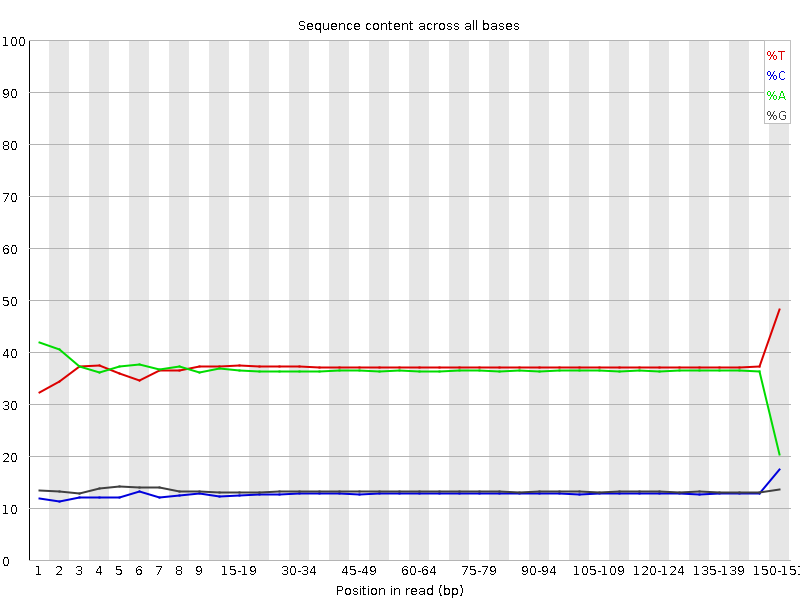 Sequence content across all bases
100
90
80
70
60
50
40
30
20
10
0
%T
%C
%A
%G
1 2 3 4 5 6 7 8 9 15-19 30-34 45-49 60-64 75-79 90-94 105-109 120-124 135-139 150-151
Position in read (bp)